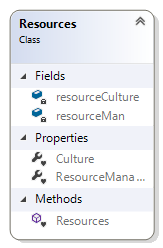 Resources
Class
Fields
resourceCulture
resourceMan
Properties
Culture
ResourceMana...
Methods
Resources